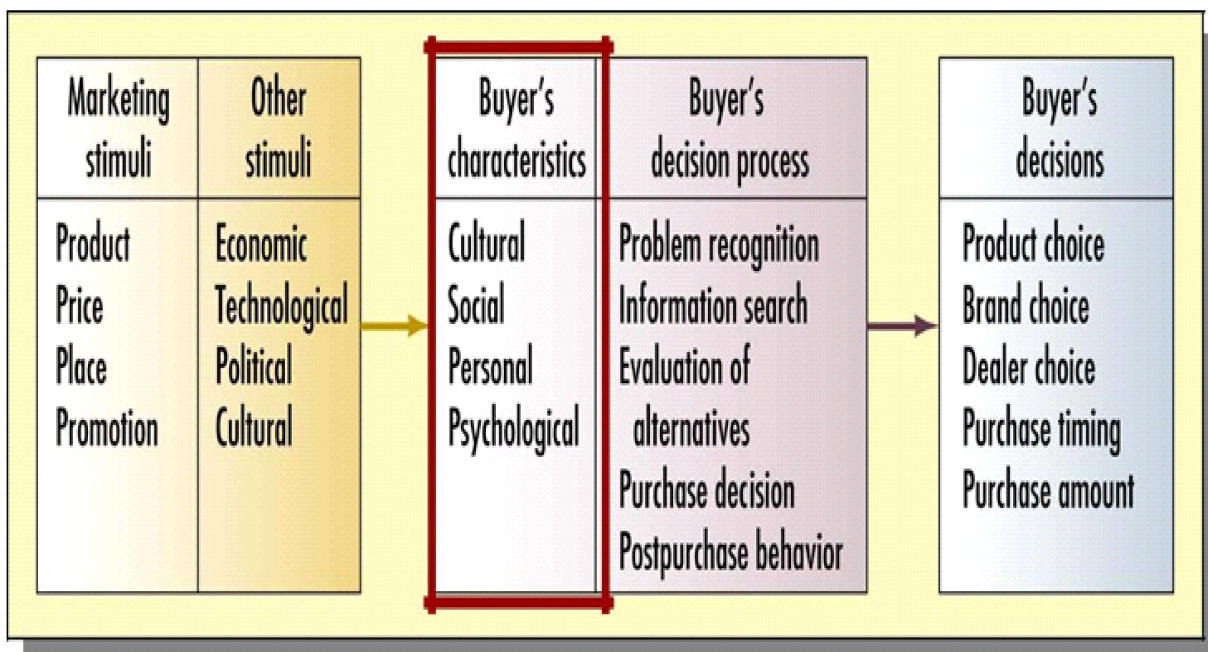 Marketing
stimuli
Product
Price
Place
Promotion
Other
stimuli
Economic
Technological
Political
Cultural
Buyer's
characteristics
Cultural
Social
Personal
Psychological
Buyer's
decision process
Problem recognition
Information search
Evaluation of
alternatives
Purchase decision
Postpurchase behavior
Buyer's
decisions
Product choice
Brand choice
Dealer choice
Purchase timing
Purchase amount